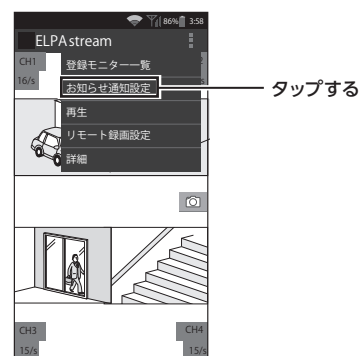 86% 3:58
ELPA stream
CH1
16/s
登録モニター一覧
お知らせ通知設定
タップする
再生
リモート録画設定
詳細
CH3
CH4
15/s
15/s